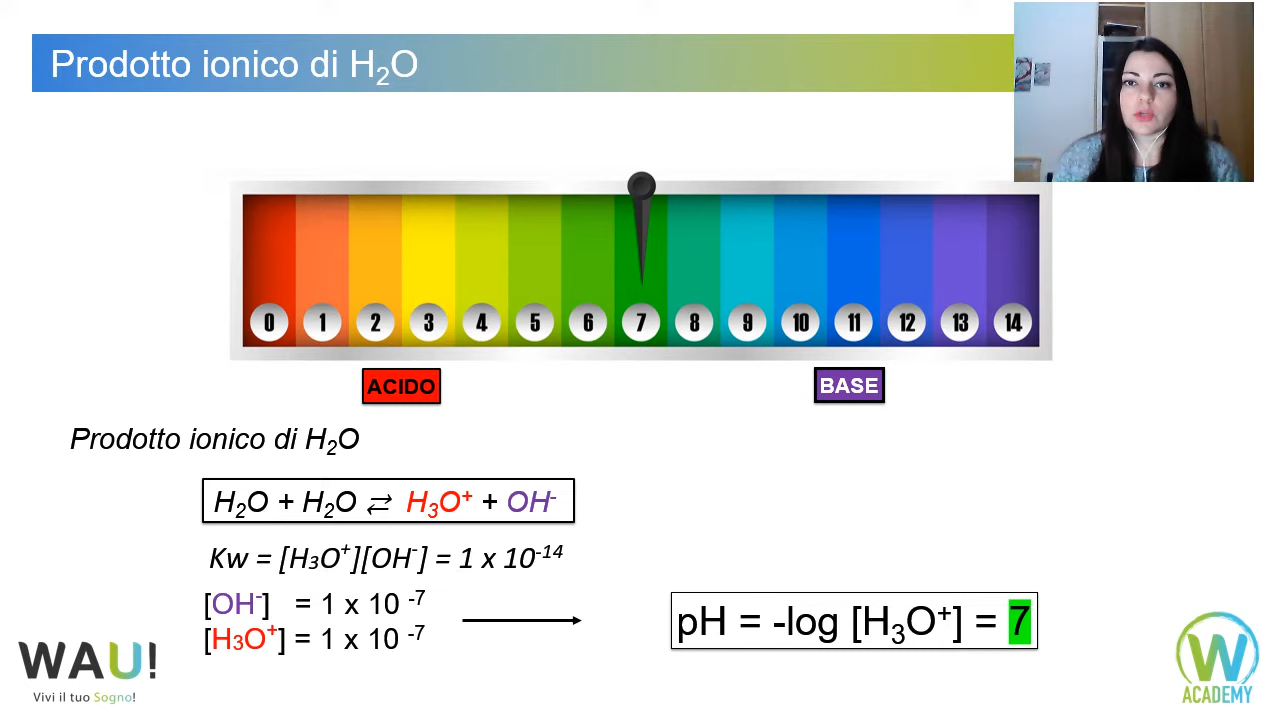 Prodotto ionico di H₂O
0 1 2 3 4 5 6 7 8 9 10 11 12 13 14
ACIDO
BASE
Prodotto ionico di H₂O
H₂O + H₂O ⇄ H₃O⁺ + OH⁻
Kw = [H₃O⁺][OH⁻] = 1 x 10⁻¹⁴
[OH⁻] = 1 x 10 ⁻⁷
[H₃O⁺] = 1 x 10 ⁻⁷
pH = -log [H₃O⁺] = 7
WAU!
Vivi il tuo Sogno!
W
ACADEMY